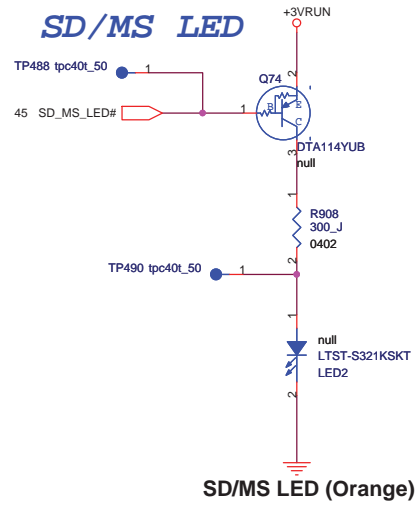 SD/MS LED
+3VRUN
TP488 tpc40t_50
1
2
Q74
45 SD_MS_LED#
1
B
E
C
DTA114YUB
3
null
1
R908
300_J
0402
2
TP490 tpc40t_50
1
1
null
LTST-S321KSKT
LED2
2
SD/MS LED (Orange)